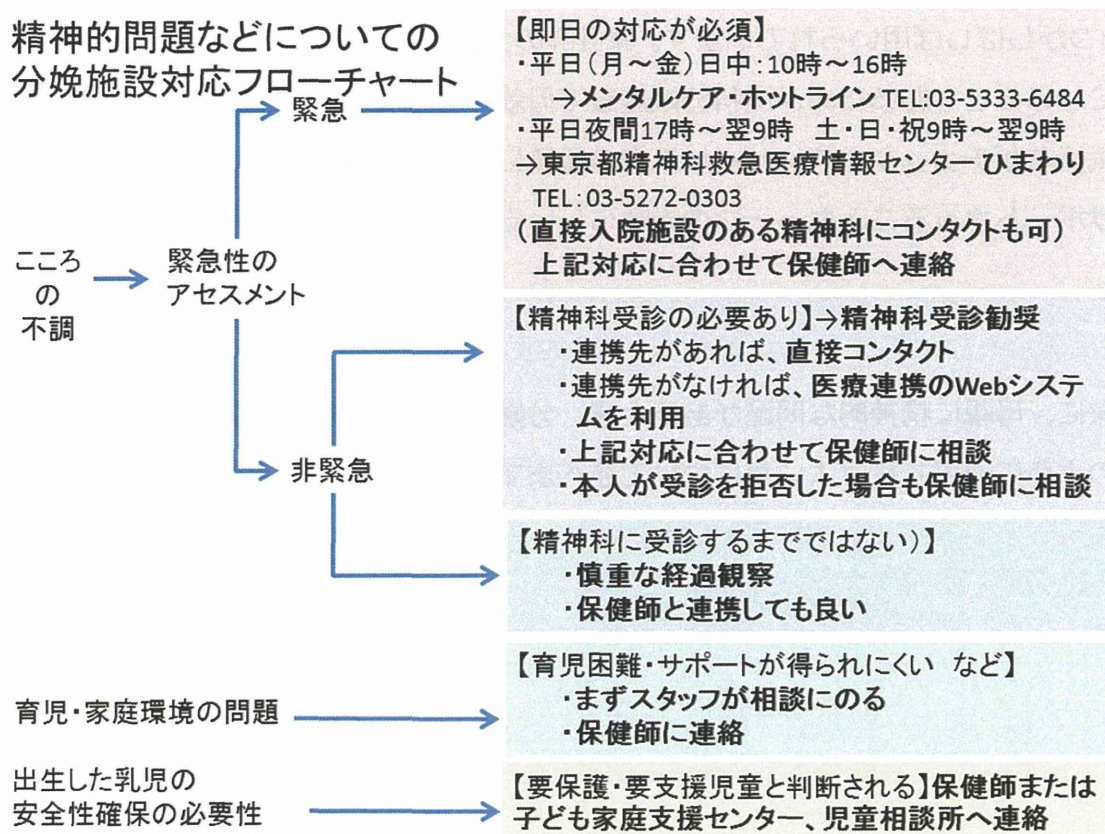 精神的問題などについての
分娩施設対応フローチャート
こころ
の
不調
緊急性の
アセスメント
緊急
【即日の対応が必須】
・平日(月～金)日中:10時～16時
→メンタルケア・ホットライン TEL:03-5333-6484
・平日夜間17時～翌9時 土・日・祝9時～翌9時
→東京都精神科救急医療情報センター ひまわり
TEL:03-5272-0303
(直接入院施設のある精神科にコンタクトも可)
上記対応に合わせて保健師へ連絡
非緊急
【精神科受診の必要あり】→精神科受診勧奨
・連携先があれば、直接コンタクト
・連携先がなければ、医療連携のWebシステ
ムを利用
・上記対応に合わせて保健師に相談
・本人が受診を拒否した場合も保健師に相談
【精神科に受診するまでではない)】
・慎重な経過観察
・保健師と連携しても良い
育児・家庭環境の問題
【育児困難・サポートが得られにくい など】
・まずスタッフが相談にのる
・保健師に連絡
出生した乳児の
安全性確保の必要性
【要保護・要支援児童と判断される】保健師または
子ども家庭支援センター、児童相談所へ連絡